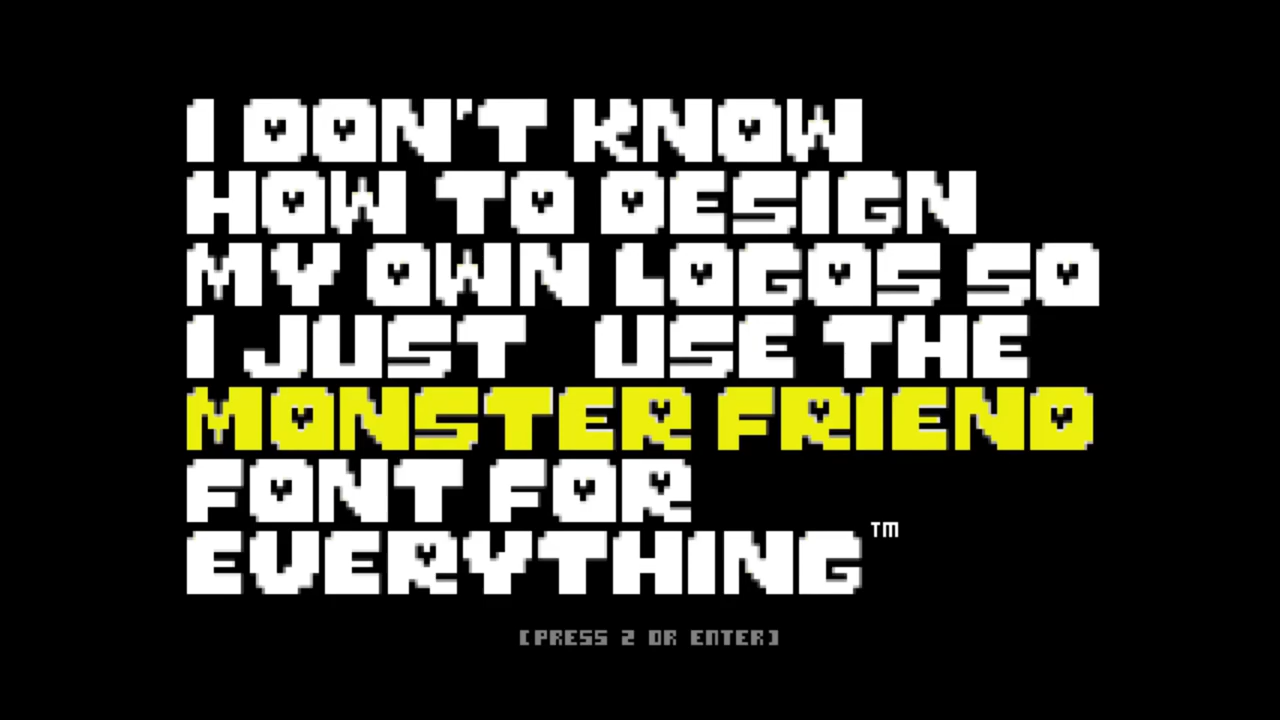 I DON'T KNOW
HOW TO DESIGN
MY OWN LOGOS SO
I JUST USE THE
MONSTER FRIEND
FONT FOR
EVERYTHING™
[PRESS Z OR ENTER]